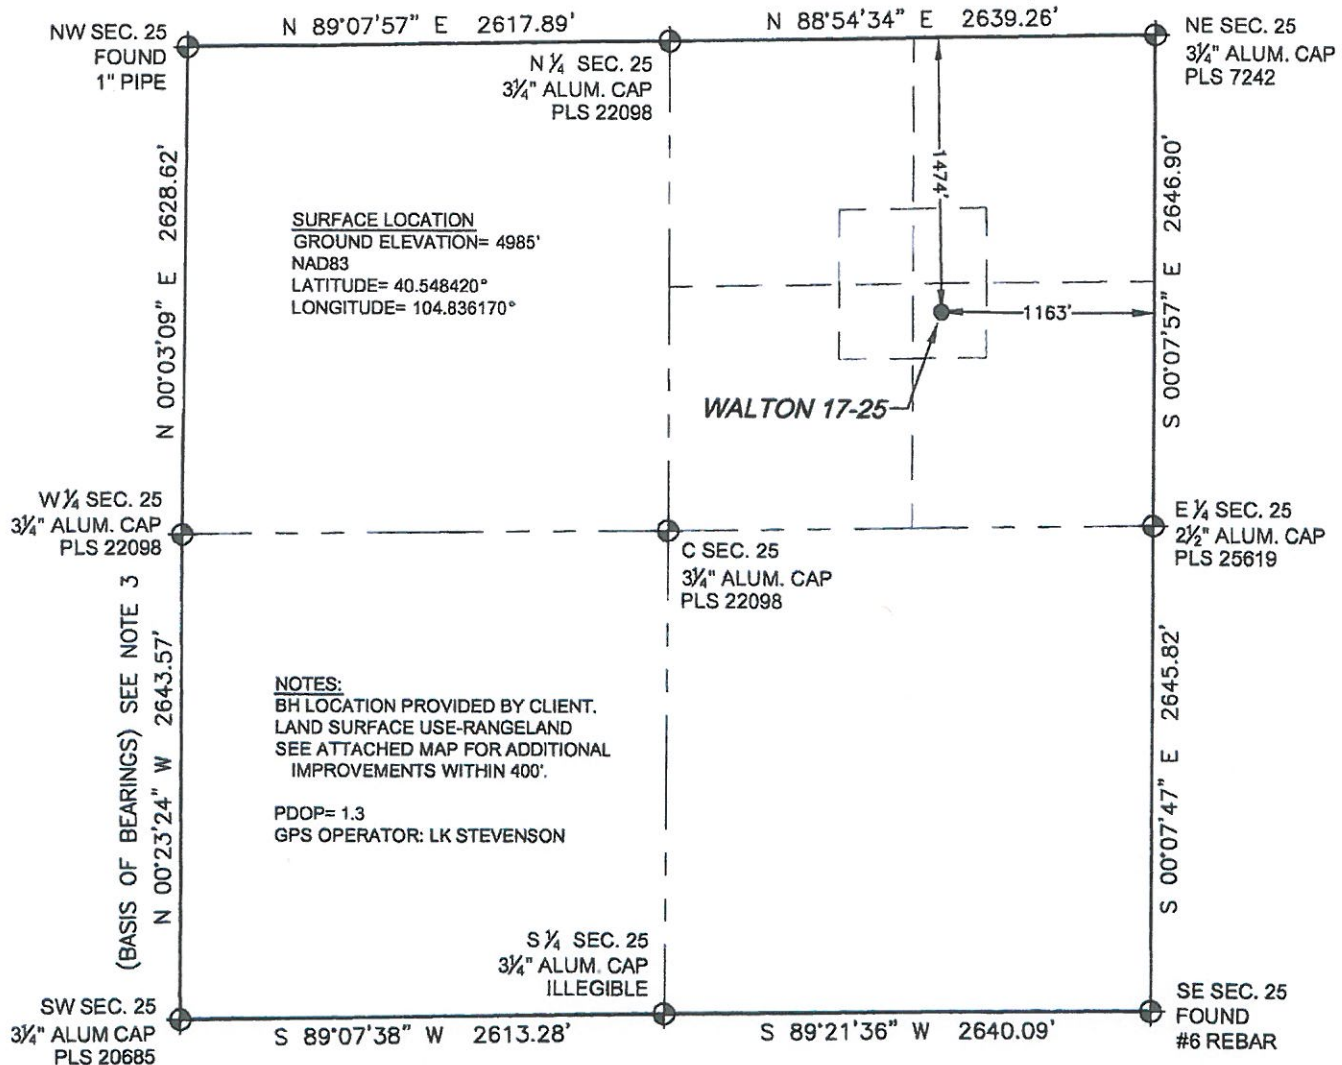 N 89°07'57" E 2617.89'
N 88°54'34" E 2639.26'
NW SEC. 25
FOUND
1" PIPE
N ¼ SEC. 25
3¼" ALUM. CAP
PLS 22098
NE SEC. 25
3¼" ALUM. CAP
PLS 7242
N 00°03'09" E 2628.62'
SURFACE LOCATION
GROUND ELEVATION= 4985'
NAD83
LATITUDE= 40.548420°
LONGITUDE= 104.836170°
1474'
1163'
WALTON 17-25
S 00°07'57" E 2646.90'
W ¼ SEC. 25
3¼" ALUM. CAP
PLS 22098
C SEC. 25
3¼" ALUM. CAP
PLS 22098
E ¼ SEC. 25
2½" ALUM. CAP
PLS 25619
(BASIS OF BEARINGS) SEE NOTE 3
N 00°23'24" W 2643.57'
NOTES:
BH LOCATION PROVIDED BY CLIENT.
LAND SURFACE USE-RANGELAND
SEE ATTACHED MAP FOR ADDITIONAL
IMPROVEMENTS WITHIN 400'.
PDOP= 1.3
GPS OPERATOR: LK STEVENSON
S 00°07'47" E 2645.82'
S ¼ SEC. 25
3¼" ALUM. CAP
ILLEGIBLE
SW SEC. 25
3¼" ALUM CAP
PLS 20685
S 89°07'38" W 2613.28'
S 89°21'36" W 2640.09'
SE SEC. 25
FOUND
#6 REBAR